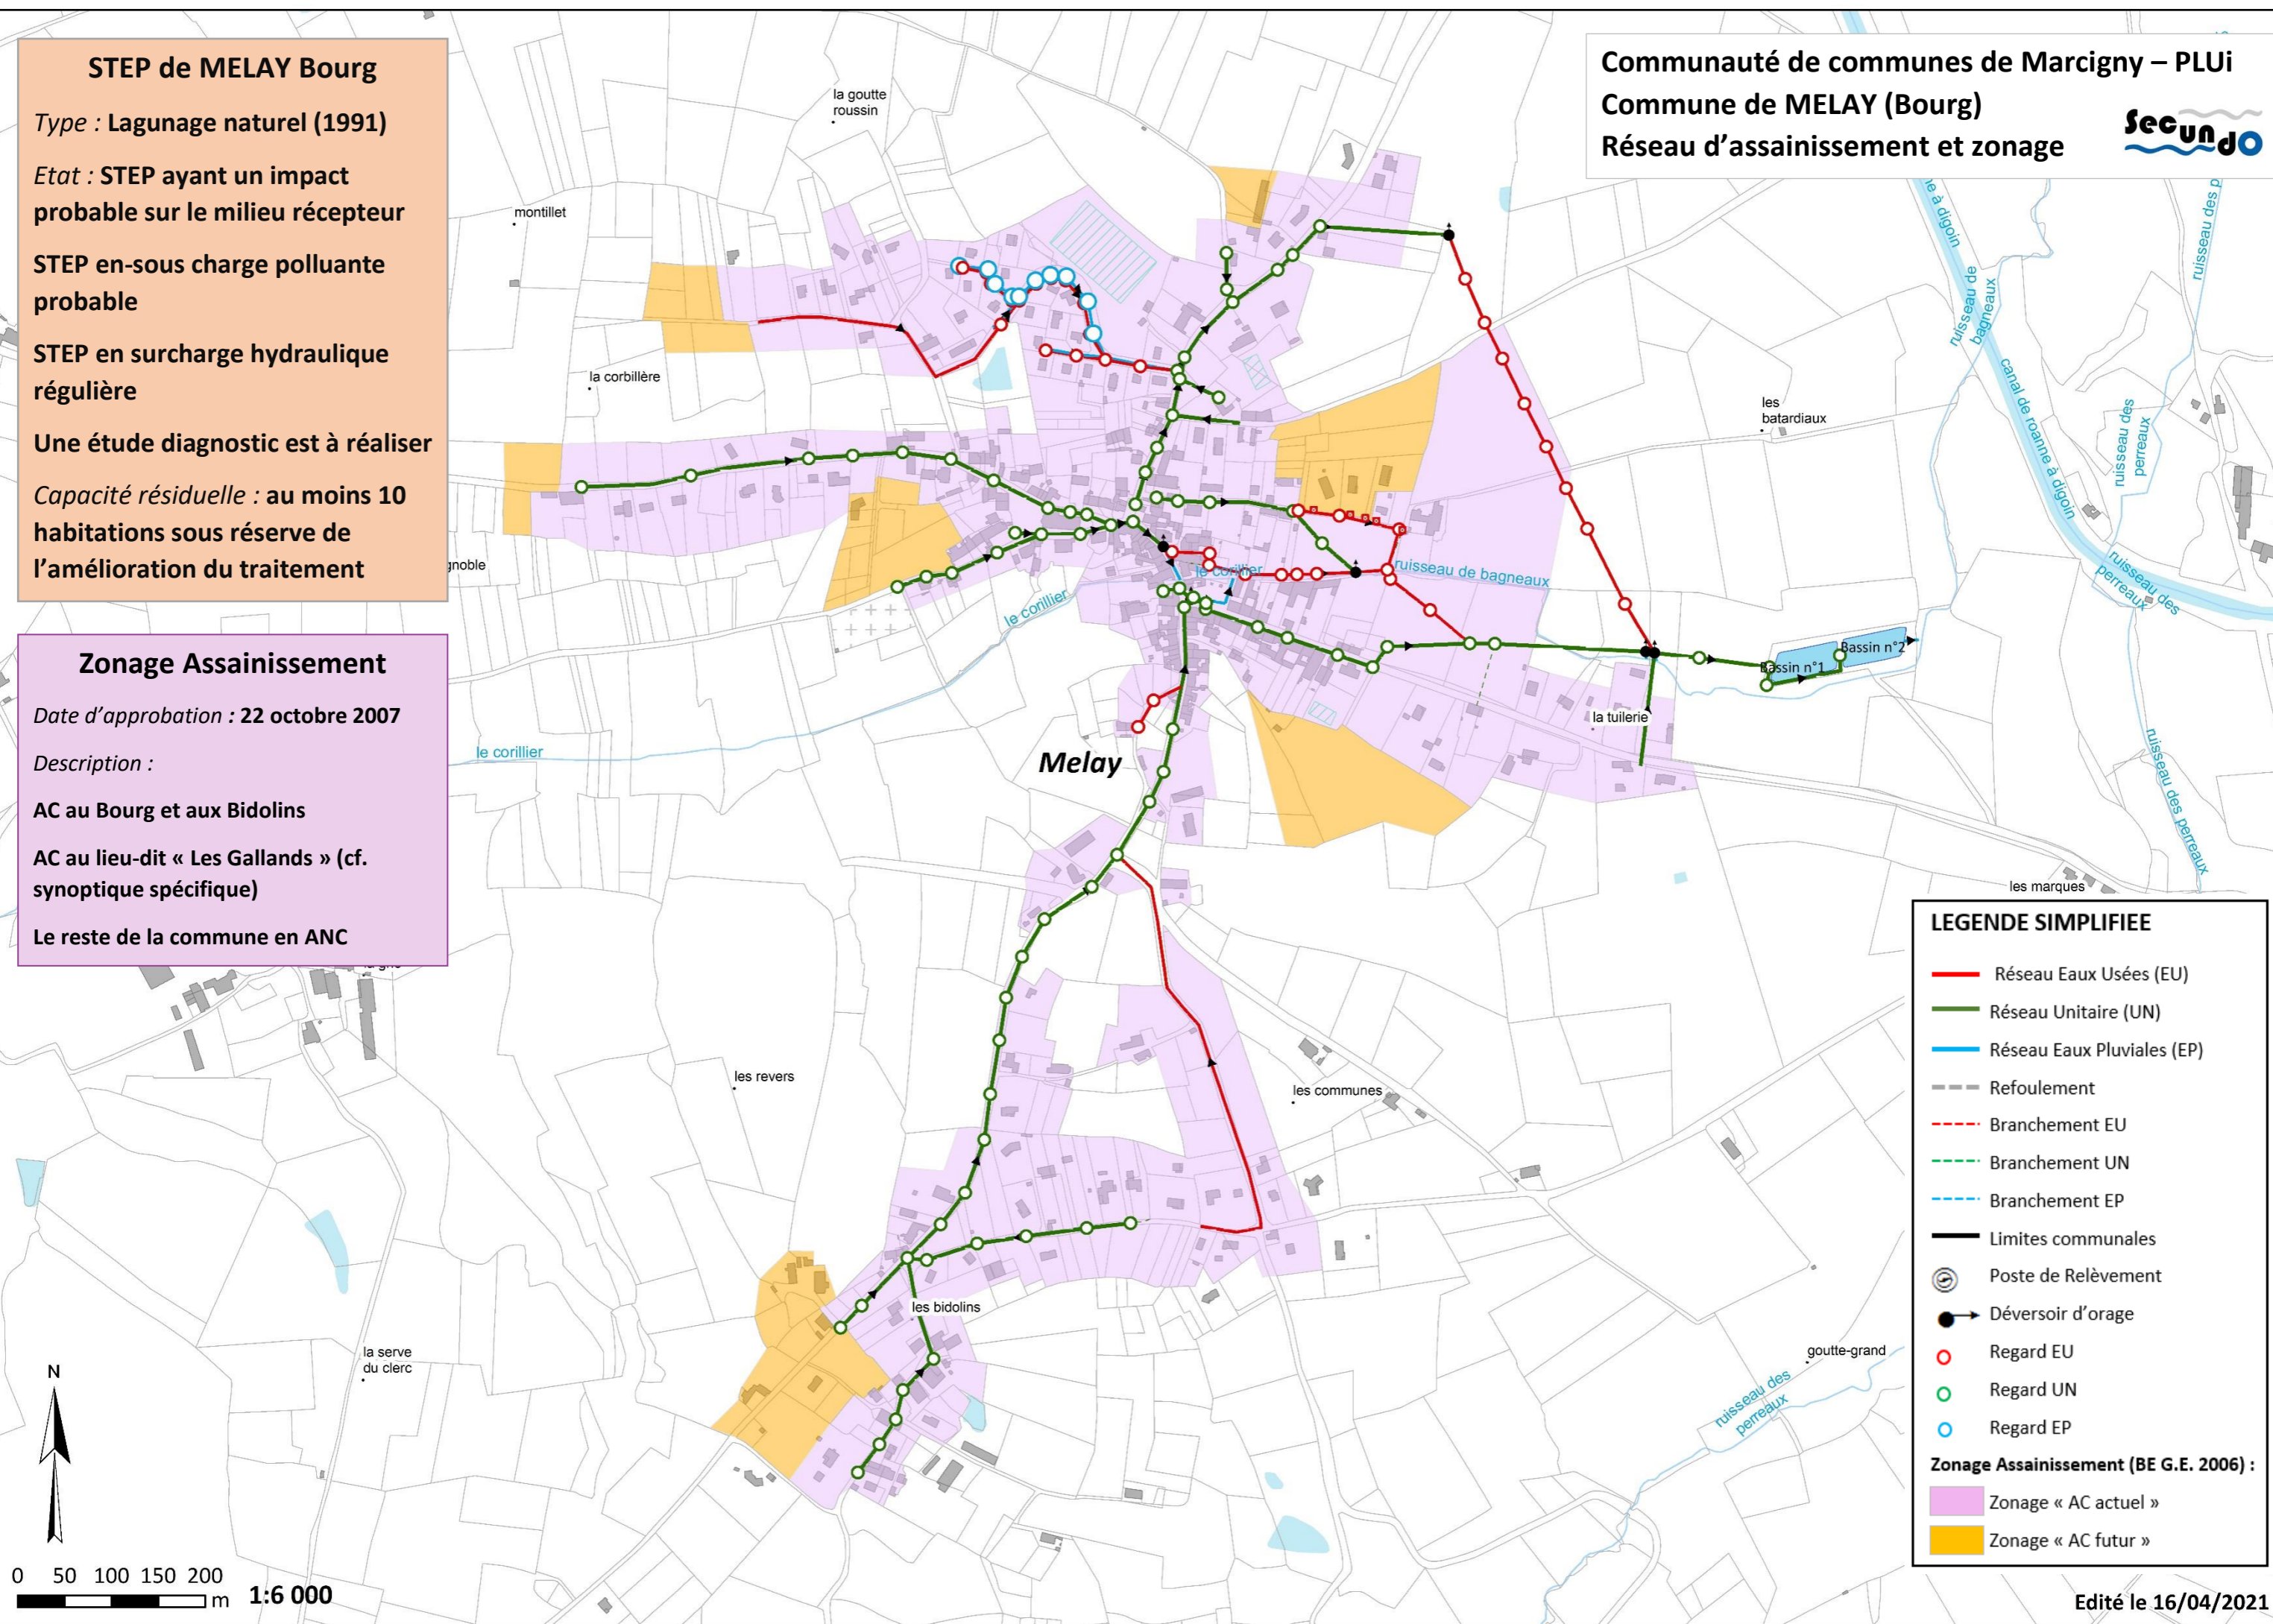 STEP de MELAY Bourg
Type : Lagunage naturel (1991)
Etat : STEP ayant un impact
probable sur le milieu récepteur
STEP en-sous charge polluante
probable
STEP en surcharge hydraulique
régulière
Une étude diagnostic est à réaliser
Capacité résiduelle : au moins 10
habitations sous réserve de
l'amélioration du traitement
Zonage Assainissement
Date d'approbation : 22 octobre 2007
Description :
AC au Bourg et aux Bidolins
AC au lieu-dit « Les Gallands » (cf.
synoptique spécifique)
Le reste de la commune en ANC
Communauté de communes de Marcigny – PLUi
Commune de MELAY (Bourg)
Réseau d'assainissement et zonage
Secundo
la goutte
roussin
montillet
la corbillère
gnoble
le corillier
le corillier
le corillier
ruisseau de bagneaux
Melay
les
batardiaux
ruisseau de
bagneaux
ne à digoin
canal de roanne à digoin
ruisseau des p
ruisseau des
perreaux
ruisseau des
perreaux
ruisseau des perreaux
Bassin n°1
Bassin n°2
la tuilerie
les marques
les revers
les communes
les bidolins
la serve
du clerc
goutte-grand
ruisseau des
perreaux
LEGENDE SIMPLIFIEE
Réseau Eaux Usées (EU)
Réseau Unitaire (UN)
Réseau Eaux Pluviales (EP)
Refoulement
Branchement EU
Branchement UN
Branchement EP
Limites communales
Poste de Relèvement
Déversoir d'orage
Regard EU
Regard UN
Regard EP
Zonage Assainissement (BE G.E. 2006) :
Zonage « AC actuel »
Zonage « AC futur »
N
0 50 100 150 200
m
1:6 000
Edité le 16/04/2021